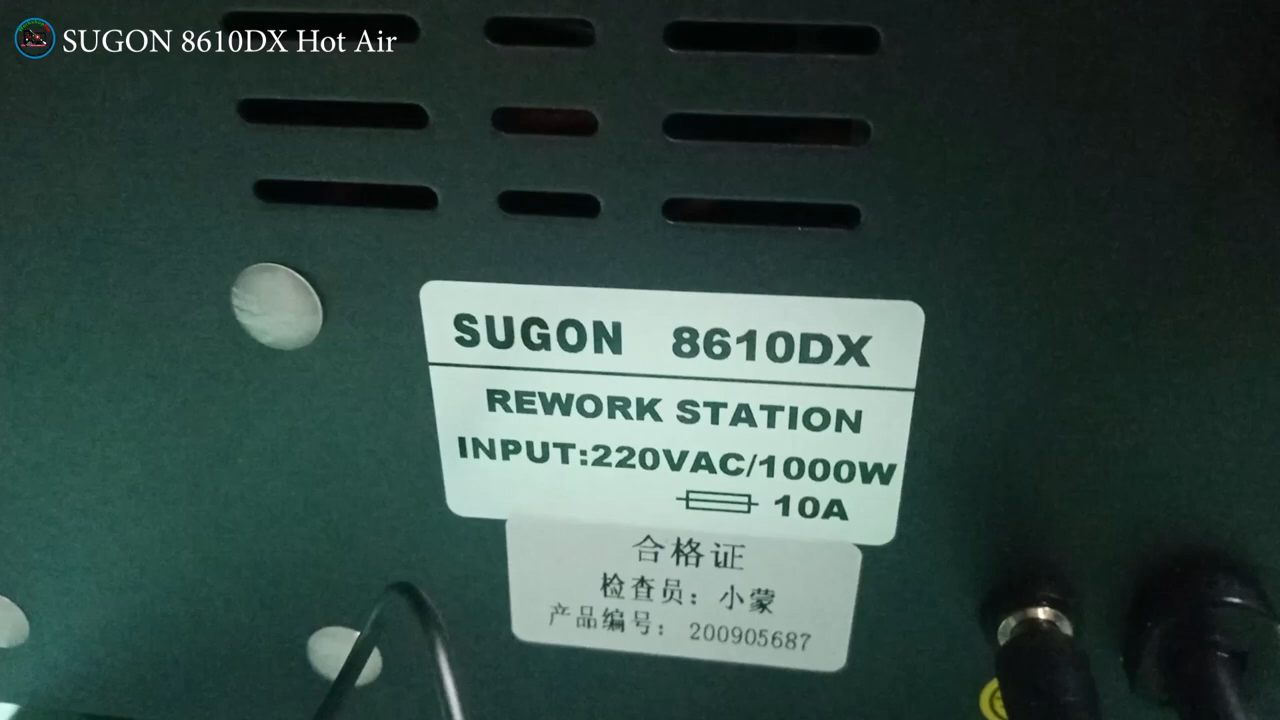 SUGON 8610DX Hot Air
SUGON 8610DX
REWORK STATION
INPUT:220VAC/1000W
10A
合格证
检查员：小蒙
产品编号：200905687